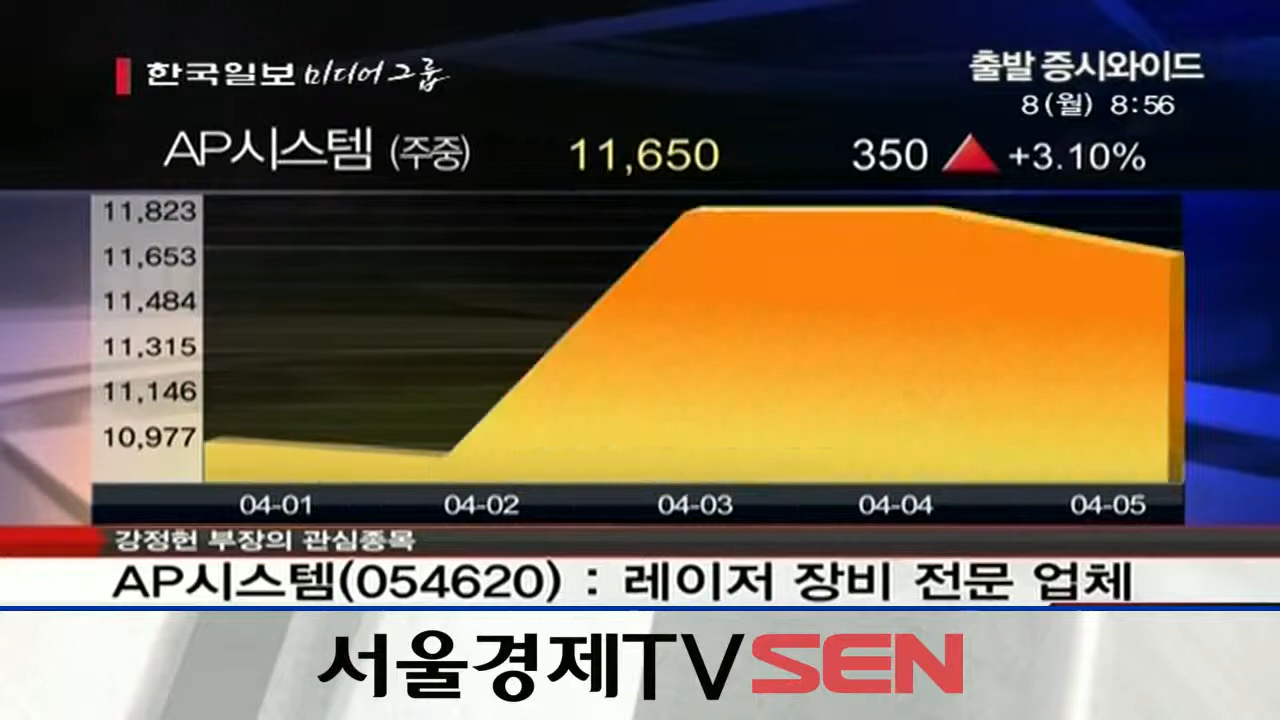 한국일보 미디어그룹
출발 증시와이드
8(월) 8:56
AP시스템 (주중) 11,650 350 ▲ +3.10%
11,823
11,653
11,484
11,315
11,146
10,977
04-01 04-02 04-03 04-04 04-05
강정헌 부장의 관심종목
AP시스템(054620) : 레이저 장비 전문 업체
서울경제TV SEN